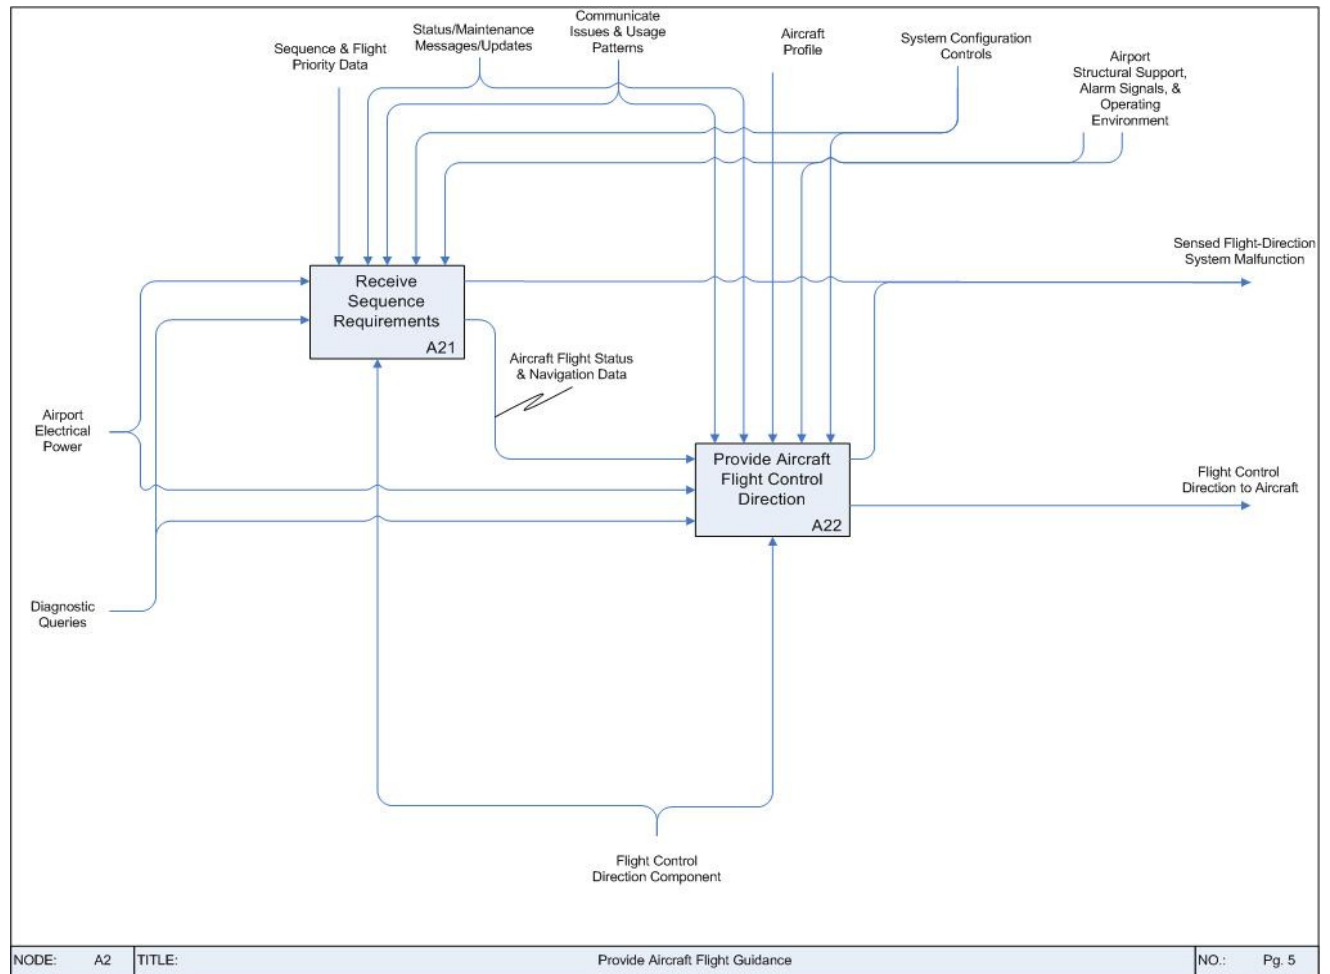 Sequence & Flight
Priority Data
Status/Maintenance
Messages/Updates
Communicate
Issues & Usage
Patterns
Aircraft
Profile
System Configuration
Controls
Airport
Structural Support,
Alarm Signals, &
Operating
Environment
Sensed Flight-Direction
System Malfunction
Receive
Sequence
Requirements
A21
Aircraft Flight Status
& Navigation Data
Airport
Electrical
Power
Provide Aircraft
Flight Control
Direction
A22
Flight Control
Direction to Aircraft
Diagnostic
Queries
Flight Control
Direction Component
NODE: A2 TITLE: Provide Aircraft Flight Guidance NO.: Pg. 5